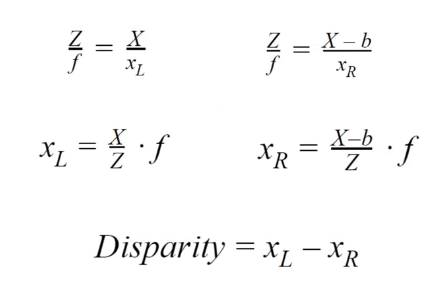 Z/f = X/x_L    Z/f = X – b/x_R
x_L = X/Z · f    x_R = X–b/Z · f
Disparity = x_L – x_R